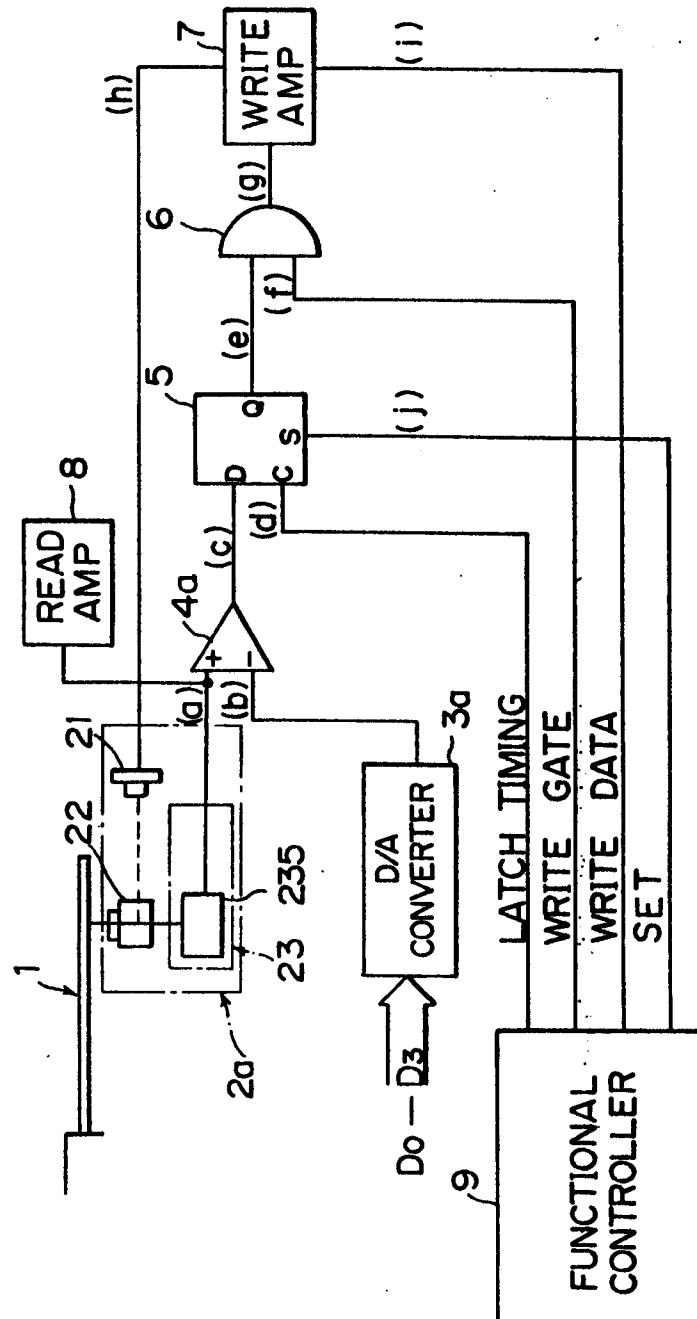 1
22
21
READ
AMP
8
5
6
7
WRITE
AMP
(h)
(g)
(e)
(f)
(i)
(j)
D
C
S
Q
(c)
(d)
4a
+
−
(a)
(b)
2a
23
235
3a
D/A
CONVERTER
D0 — D3
LATCH TIMING
WRITE GATE
WRITE DATA
SET
9
FUNCTIONAL
CONTROLLER